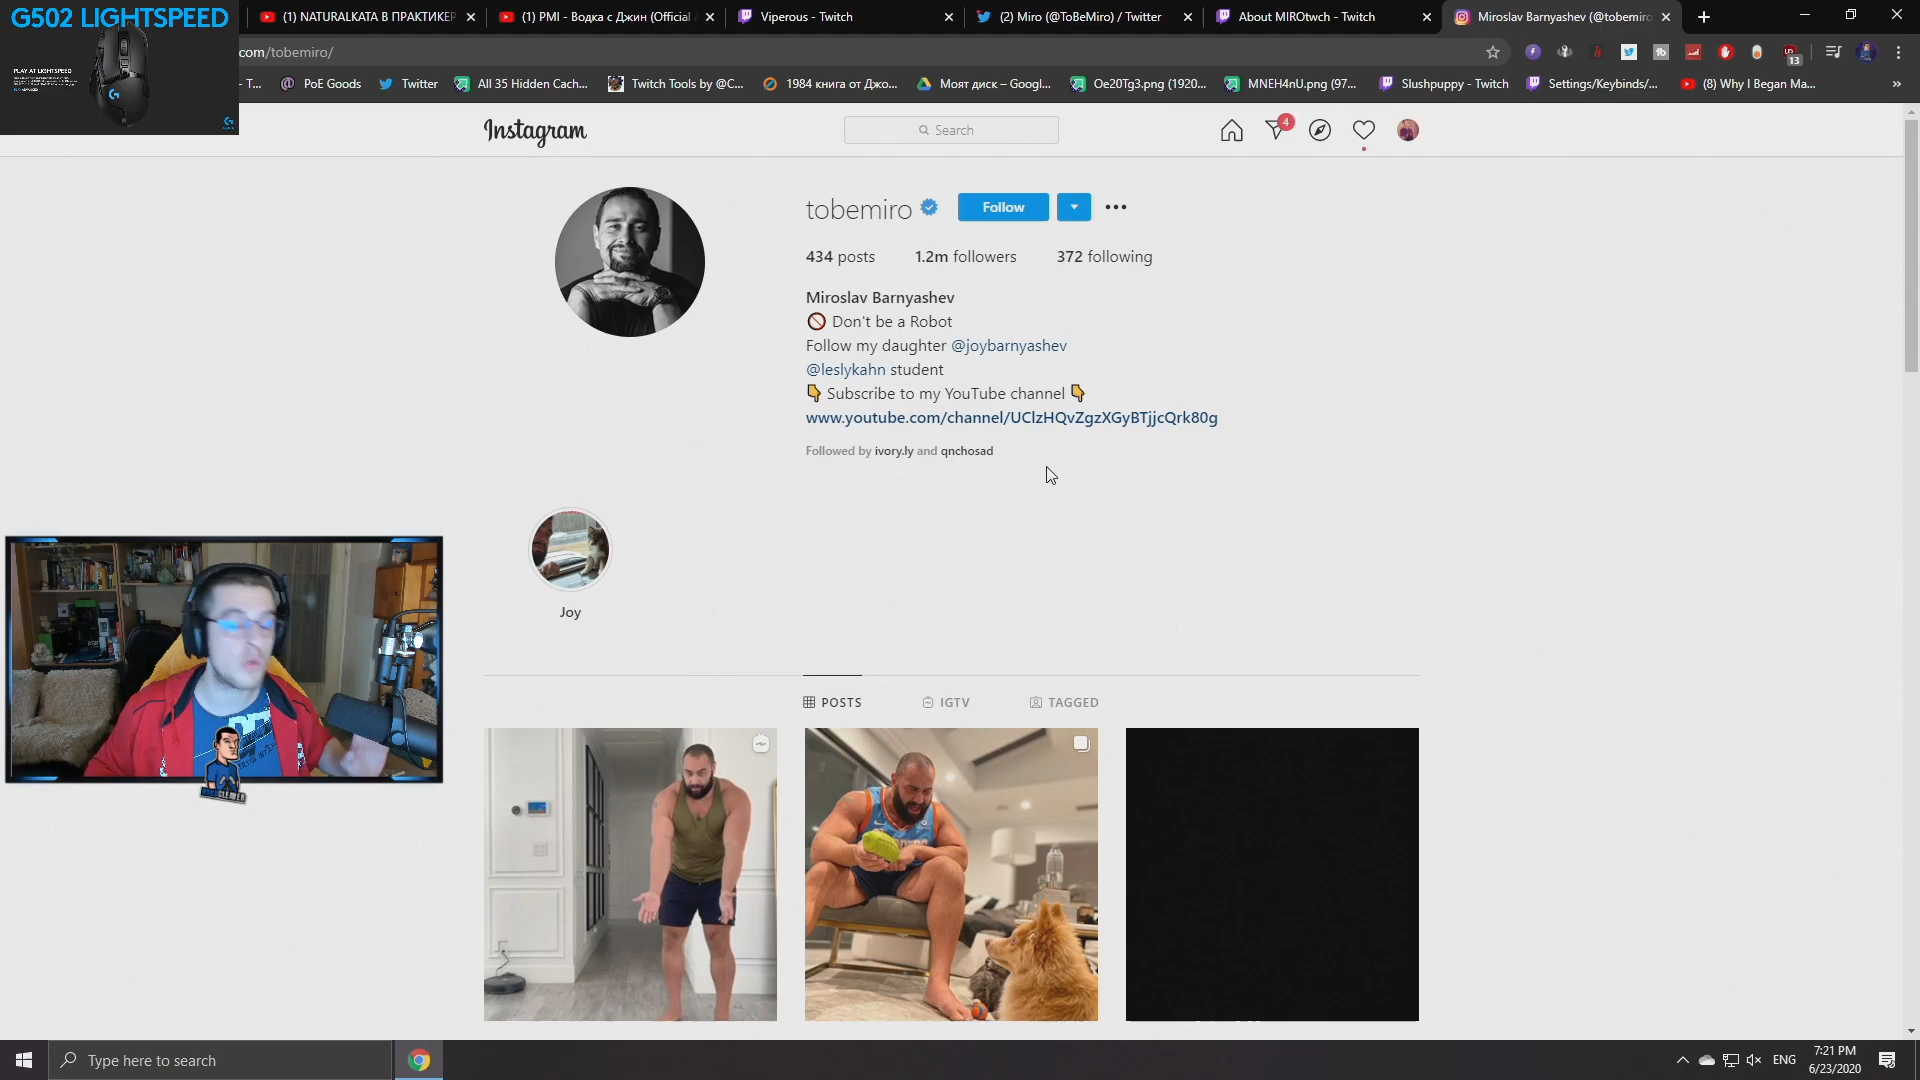 G502 LIGHTSPEED
PLAY AT LIGHTSPEED
(1) NATURALKATA В ПРАКТИКЕР
(1) PMI - Водка с Джин (Official
Viperous - Twitch
(2) Miro (@ToBeMiro) / Twitter
About MIROtwch - Twitch
Miroslav Barnyashev (@tobemiro
com/tobemiro/
13
- T...
PoE Goods
Twitter
All 35 Hidden Cach...
Twitch Tools by @C...
1984 книга от Джо...
Моят диск – Googl...
Oe20Tg3.png (1920...
MNEH4nU.png (97...
Slushpuppy - Twitch
Settings/Keybinds/...
(8) Why I Began Ma...
»
Instagram
Search
4
tobemiro
Follow
434 posts
1.2m followers
372 following
Miroslav Barnyashev
🚫 Don't be a Robot
Follow my daughter @joybarnyashev
@leslykahn student
👇 Subscribe to my YouTube channel 👇
www.youtube.com/channel/UClzHQvZgzXGyBTjjcQrk80g
Followed by ivory.ly and qnchosad
Joy
POSTS
IGTV
TAGGED
Type here to search
ENG
7:21 PM
6/23/2020